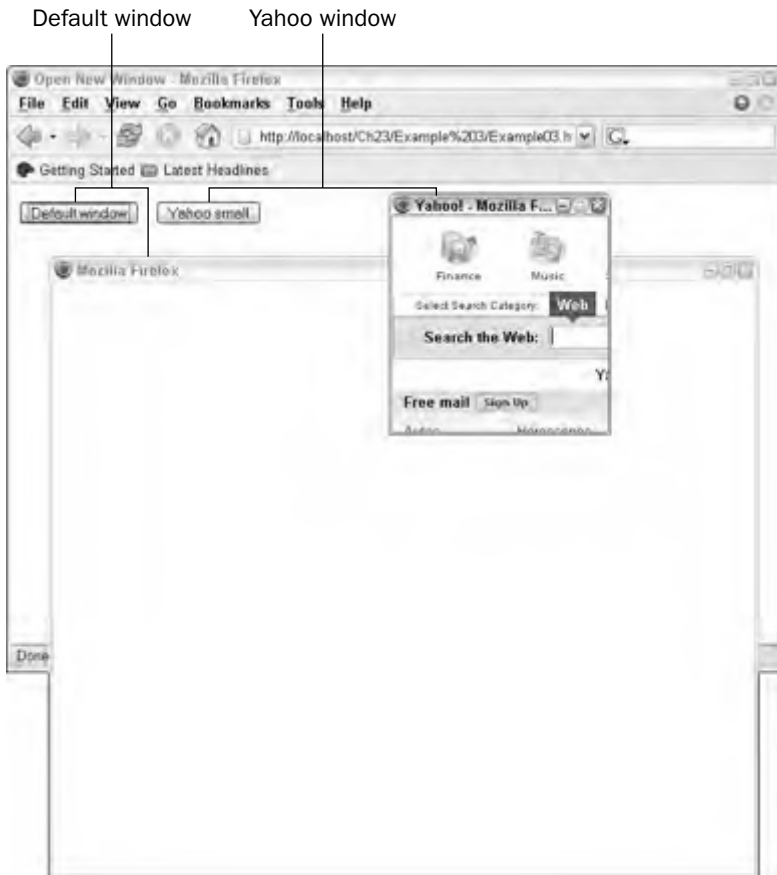 Default window Yahoo window
Open New Window - Mozilla Firefox
File Edit View Go Bookmarks Tools Help
http://localhost/Ch23/Example%203/Example03.h G.
Getting Started Latest Headlines
Default window Yahoo small
Yahoo! - Mozilla F...
Mozilla Firefox
Finance Music
Select Search Category: Web
Search the Web:
Y
Free mail Sign Up
Autos Horoscopes
Done